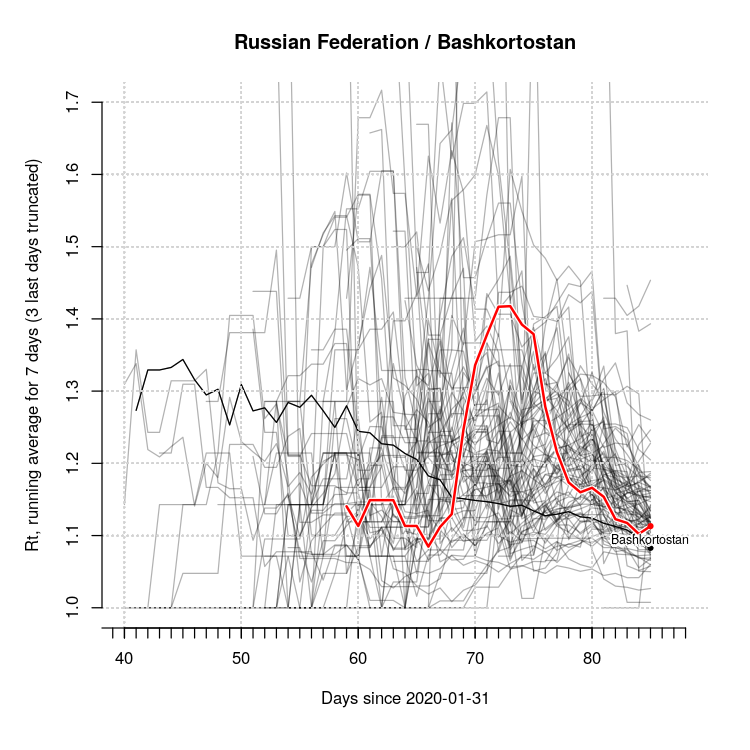 Russian Federation / Bashkortostan
Rt, running average for 7 days (3 last days truncated)
1.7
1.6
1.5
1.4
1.3
1.2
1.1
1.0
Bashkortostan
40 50 60 70 80
Days since 2020-01-31